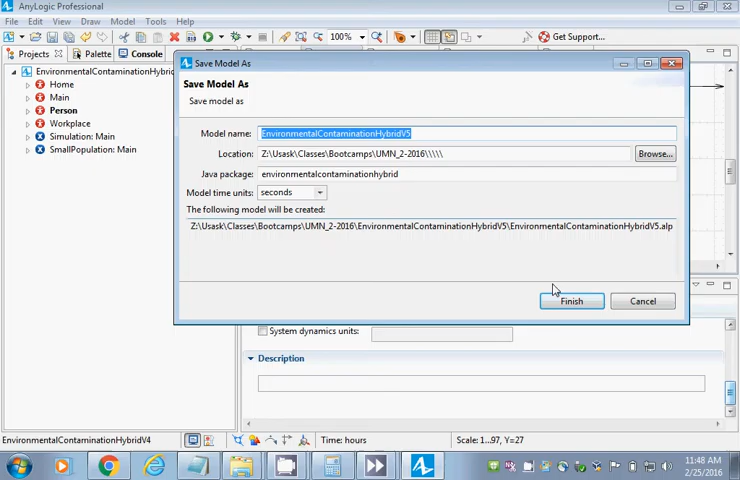 AnyLogic Professional
File Edit View Draw Model Tools Help
100% Get Support...
Projects Palette Console
EnvironmentalContaminationHybrid
Home
Main
Person
Workplace
Simulation: Main
SmallPopulation: Main
Save Model As
Save Model As
Save model as
Model name: EnvironmentalContaminationHybridV5
Location: Z:\Usask\Classes\Bootcamps\UMN_2-2016\\\\\
Browse...
Java package: environmentalcontaminationhybrid
Model time units: seconds
The following model will be created:
Z:\Usask\Classes\Bootcamps\UMN_2-2016\EnvironmentalContaminationHybridV5\EnvironmentalContaminationHybridV5.alp
Finish Cancel
System dynamics units:
Description
EnvironmentalContaminationHybridV4
Time: hours
Scale: 1...97, Y=27
11:48 AM
2/25/2016